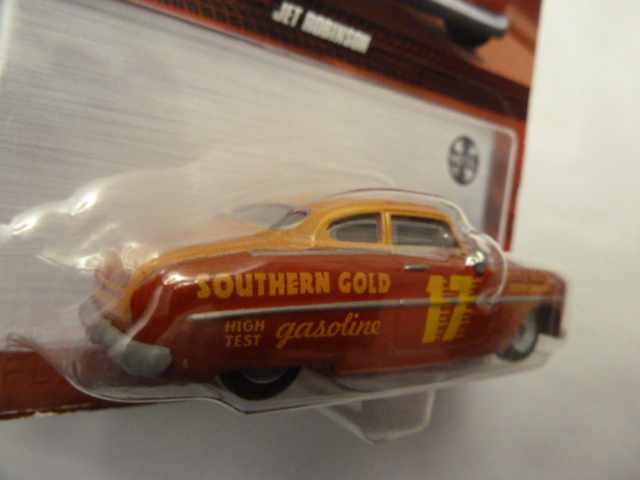 JET ROBINSON
SOUTHERN GOLD
HIGH
TEST
gasoline
17